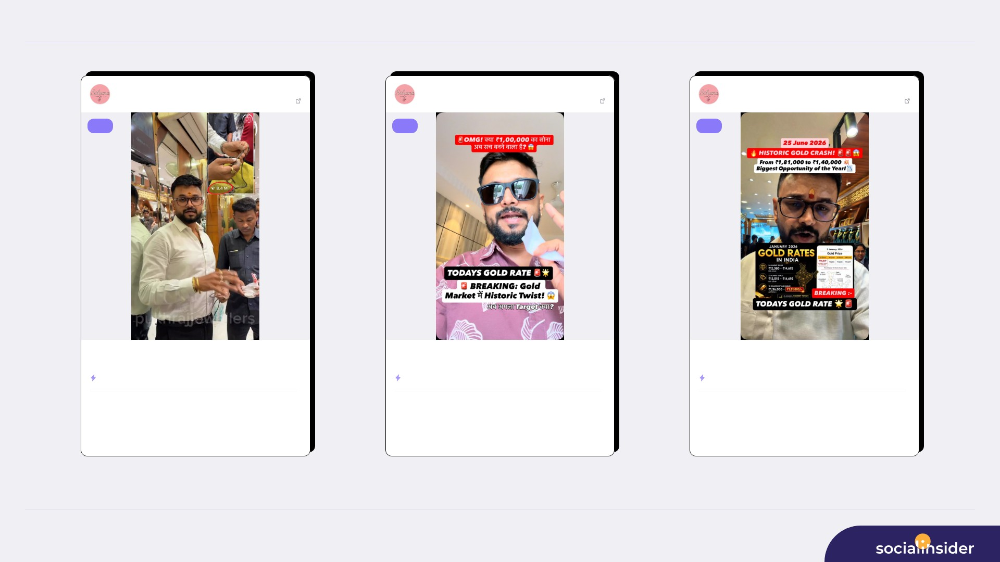 8.4 M
pukhrajjewellers
🚨OMG! क्या ₹1,00,000 का सोना
अब सच बनने वाला है? 😱
TODAYS GOLD RATE 🚨🌟
🚨 BREAKING: Gold
Market में Historic Twist! 😱
अब अगला Target क्या?
25 June 2026
🔥 HISTORIC GOLD CRASH! 🚨🚨😱
From ₹1,81,000 to ₹1,40,000 💥
Biggest Opportunity of the Year!📉
JANUARY 2026
GOLD RATES
IN INDIA
₹12,380 – ₹14,692
₹13,515 – ₹14,692
₹1,36,000 – ₹1,81,000/-
2 January, 2026
Gold Price
BREAKING :-
TODAYS GOLD RATE 🌟🚨
socialinsider